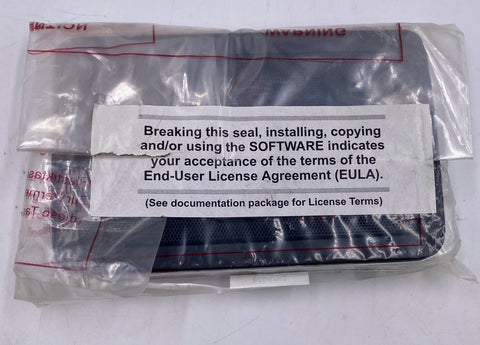 WARNING
Breaking this seal, installing, copying
and/or using the SOFTWARE indicates
your acceptance of the terms of the
End-User License Agreement (EULA).
(See documentation package for License Terms)